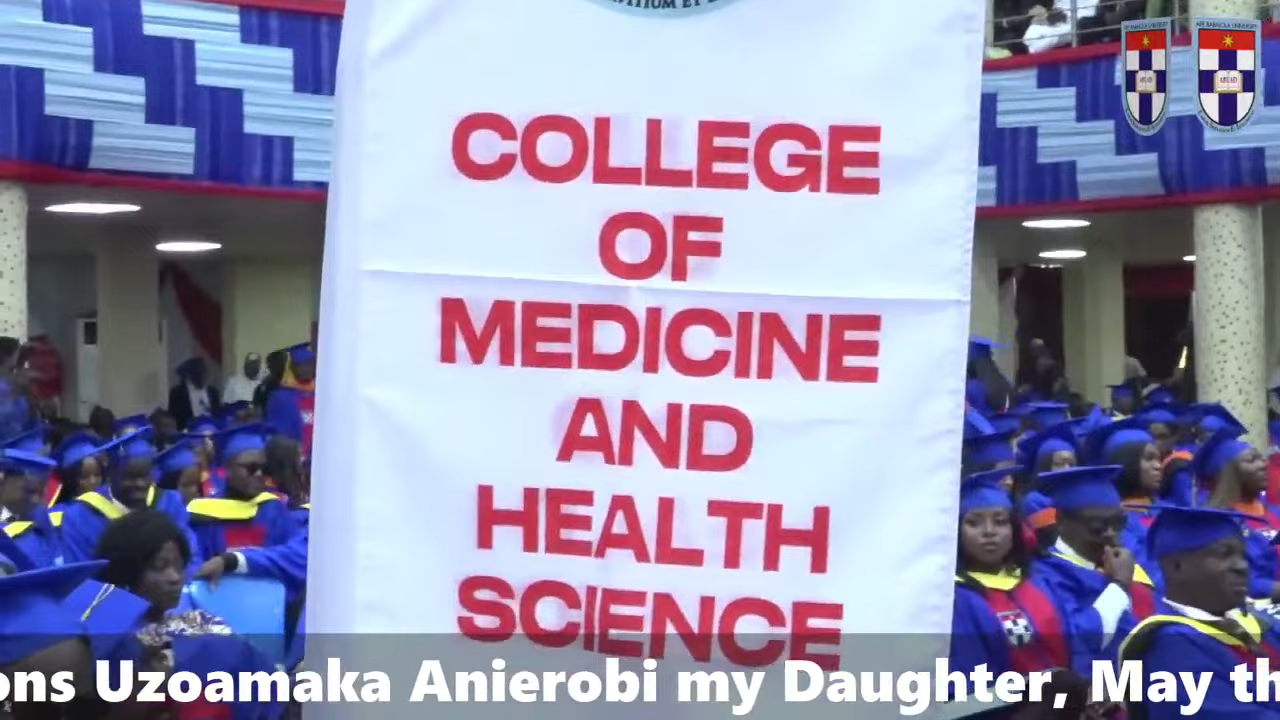 COLLEGE
OF
MEDICINE
AND
HEALTH
SCIENCE
ons Uzoamaka Anierobi my Daughter, May th